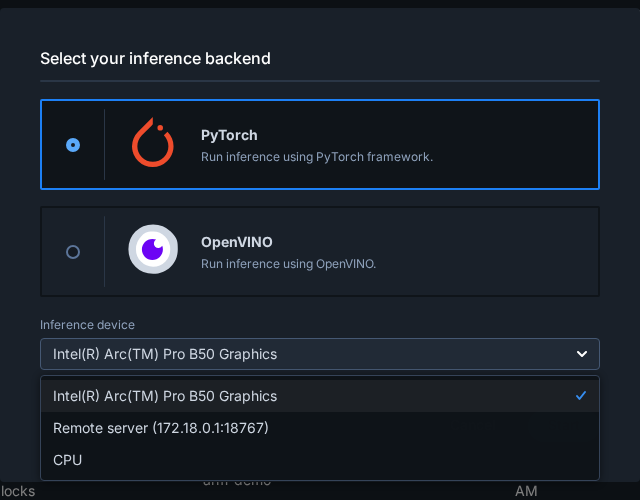 Select your inference backend
PyTorch
Run inference using PyTorch framework.
OpenVINO
Run inference using OpenVINO.
Inference device
Intel(R) Arc(TM) Pro B50 Graphics
Intel(R) Arc(TM) Pro B50 Graphics
Remote server (172.18.0.1:18767)
CPU
locks demo AM